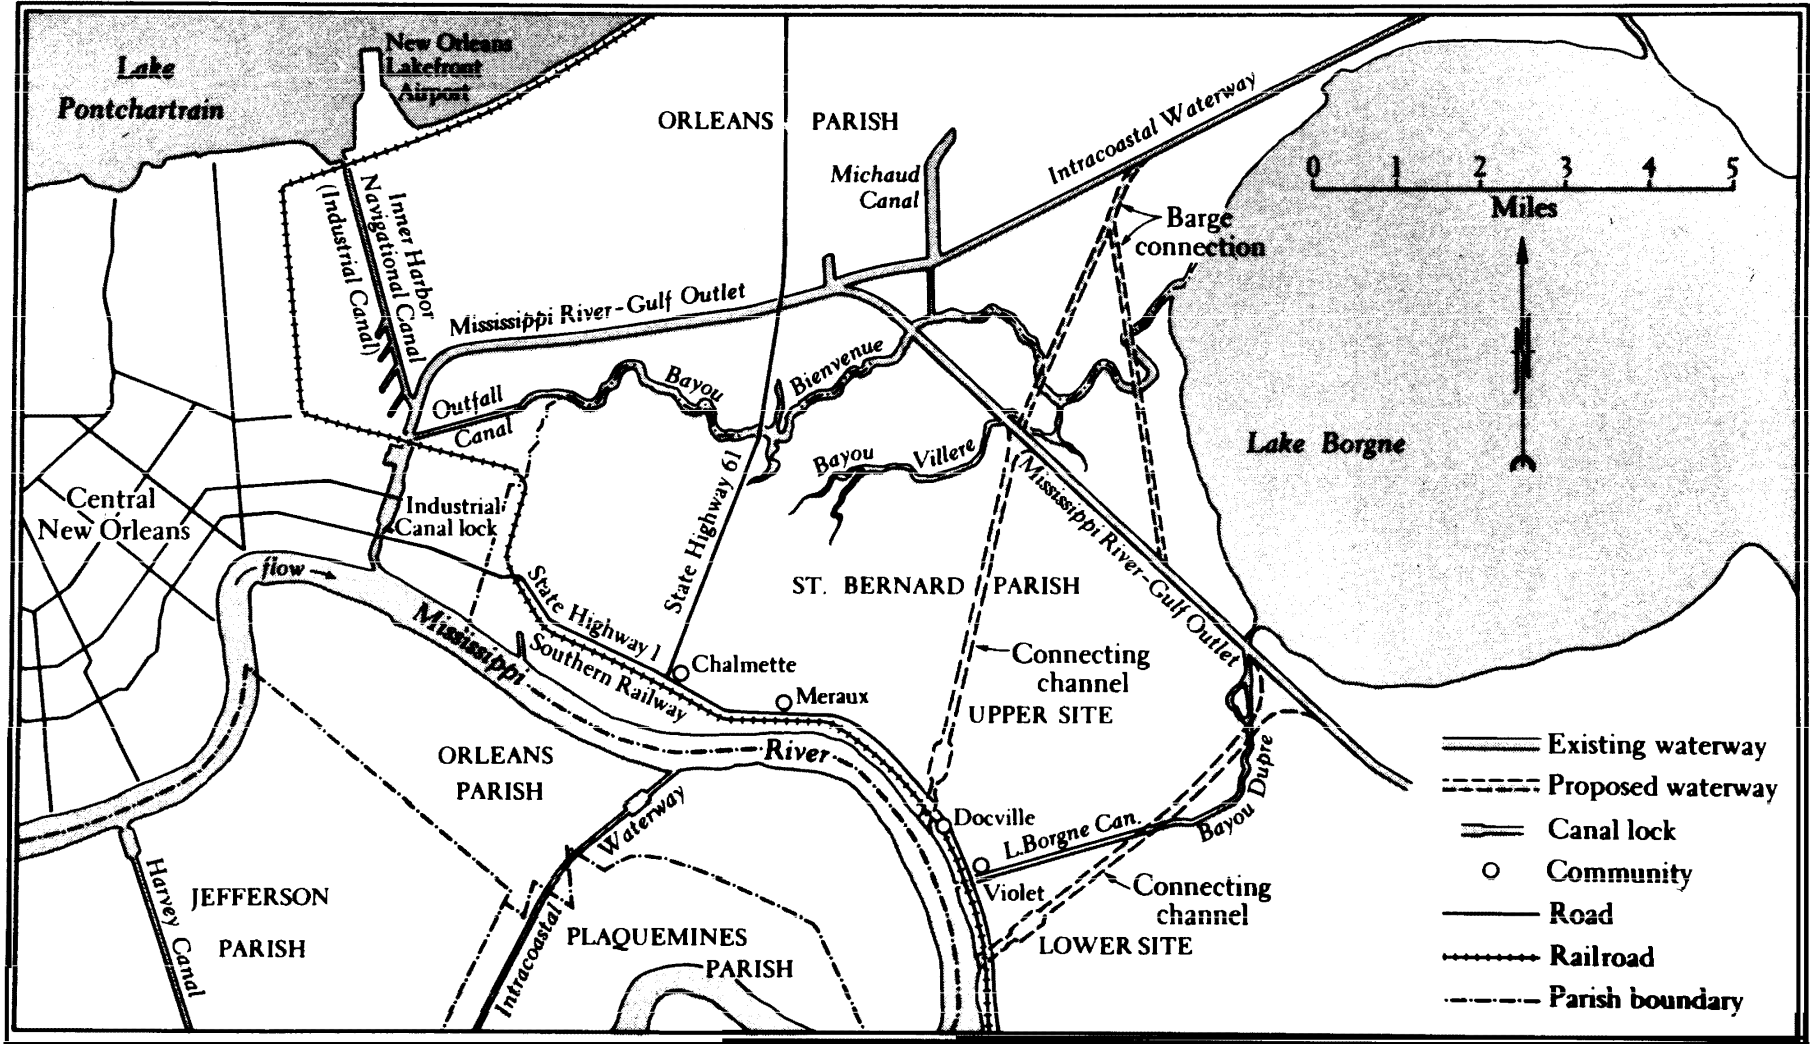 Lake
Pontchartrain
New Orleans
Lakefront
Airport
ORLEANS PARISH
Intracoastal Waterway
Michaud
Canal
0 1 2 3 4 5
Miles
Barge
connection
Inner Harbor
Navigational Canal
(Industrial Canal)
Mississippi River-Gulf Outlet
Outfall
Canal
Bayou Bienvenue
Bayou Villere
Lake Borgne
Central
New Orleans
Industrial
Canal lock
State Highway 61
Mississippi River-Gulf Outlet
flow
ST. BERNARD PARISH
State Highway 1
Southern Railway
Mississippi River
Chalmette
Meraux
Connecting
channel
UPPER SITE
ORLEANS
PARISH
Intracoastal Waterway
Docville
L.Borgne Can.
Bayou Dupre
Violet
Connecting
channel
LOWER SITE
Harvey Canal
JEFFERSON
PARISH
PLAQUEMINES
PARISH
Existing waterway
Proposed waterway
Canal lock
Community
Road
Railroad
Parish boundary